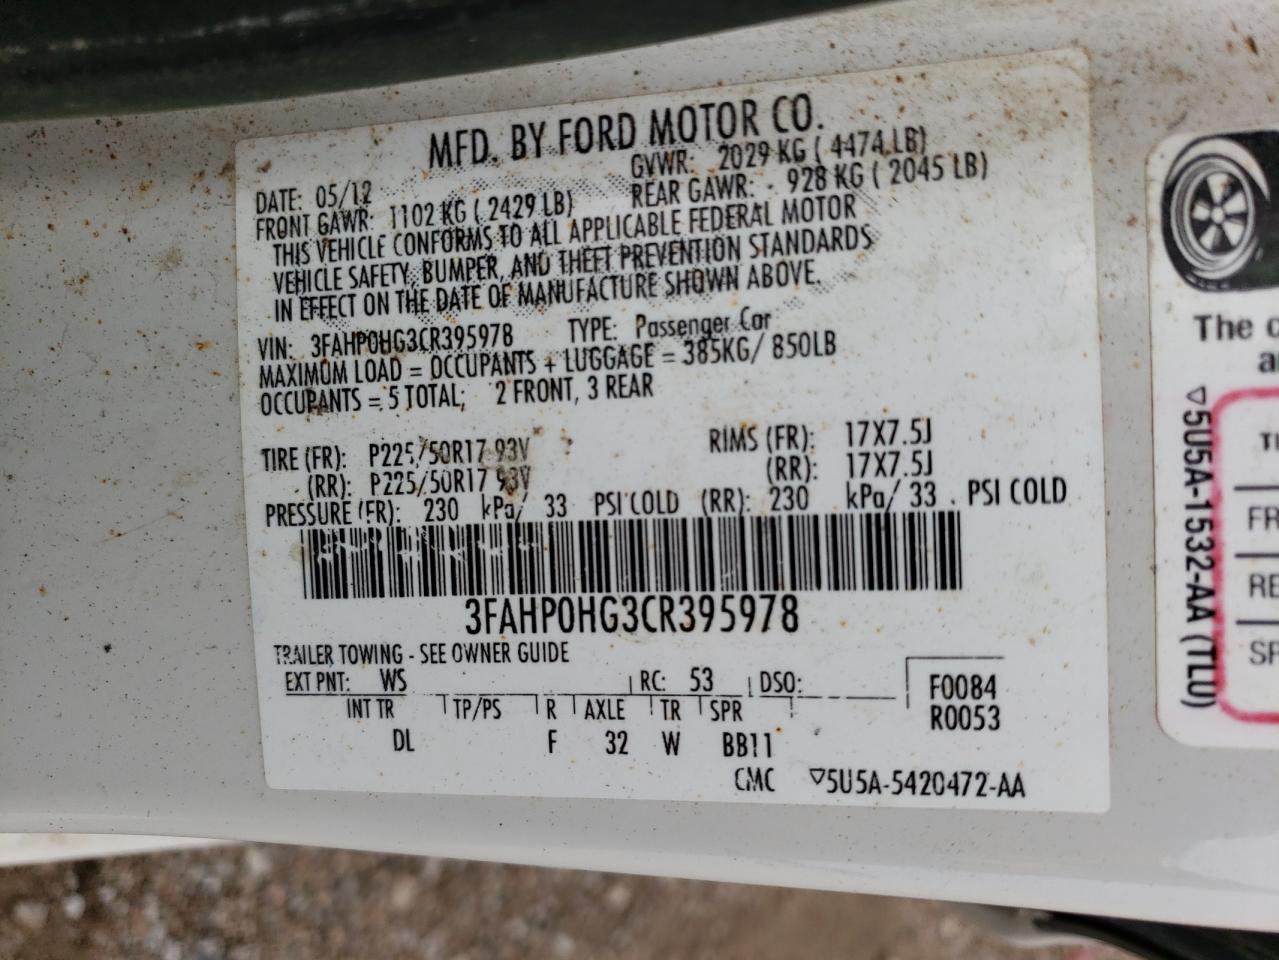 MFD. BY FORD MOTOR CO.
DATE: 05/12 GVWR: 2029 KG ( 4474 LB)
FRONT GAWR: 1102 KG ( 2429 LB) REAR GAWR: 928 KG ( 2045 LB)
THIS VEHICLE CONFORMS TO ALL APPLICABLE FEDERAL MOTOR
VEHICLE SAFETY, BUMPER, AND THEFT PREVENTION STANDARDS
IN EFFECT ON THE DATE OF MANUFACTURE SHOWN ABOVE.
VIN: 3FAHP0HG3CR395978 TYPE: Passenger Car
MAXIMUM LOAD = OCCUPANTS + LUGGAGE = 385KG/ 850LB
OCCUPANTS = 5 TOTAL; 2 FRONT, 3 REAR
TIRE (FR): P225/50R17 93V RIMS (FR): 17X7.5J
(RR): P225/50R17 93V (RR): 17X7.5J
PRESSURE (FR): 230 kPa/ 33 PSI COLD (RR): 230 kPa/ 33 PSI COLD
3FAHP0HG3CR395978
TRAILER TOWING - SEE OWNER GUIDE
EXT PNT: WS RC: 53 DSO:
F0084
R0053
INT TR TP/PS R AXLE TR SPR
DL F 32 W BB11
CMC ▽5U5A-5420472-AA
The
▽5U5A-1532-AA (TLU)
FR
RE
SP